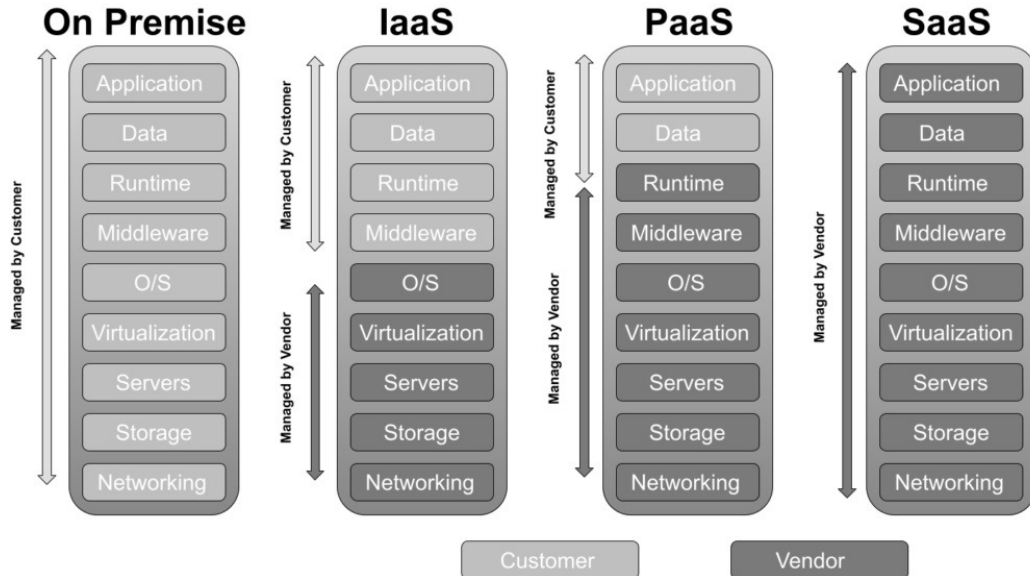 On Premise
IaaS
PaaS
SaaS
Managed by Customer
Application
Data
Runtime
Middleware
O/S
Virtualization
Servers
Storage
Networking
Managed by Customer
Managed by Vendor
Application
Data
Runtime
Middleware
O/S
Virtualization
Servers
Storage
Networking
Managed by Customer
Managed by Vendor
Application
Data
Runtime
Middleware
O/S
Virtualization
Servers
Storage
Networking
Managed by Vendor
Application
Data
Runtime
Middleware
O/S
Virtualization
Servers
Storage
Networking
Customer
Vendor